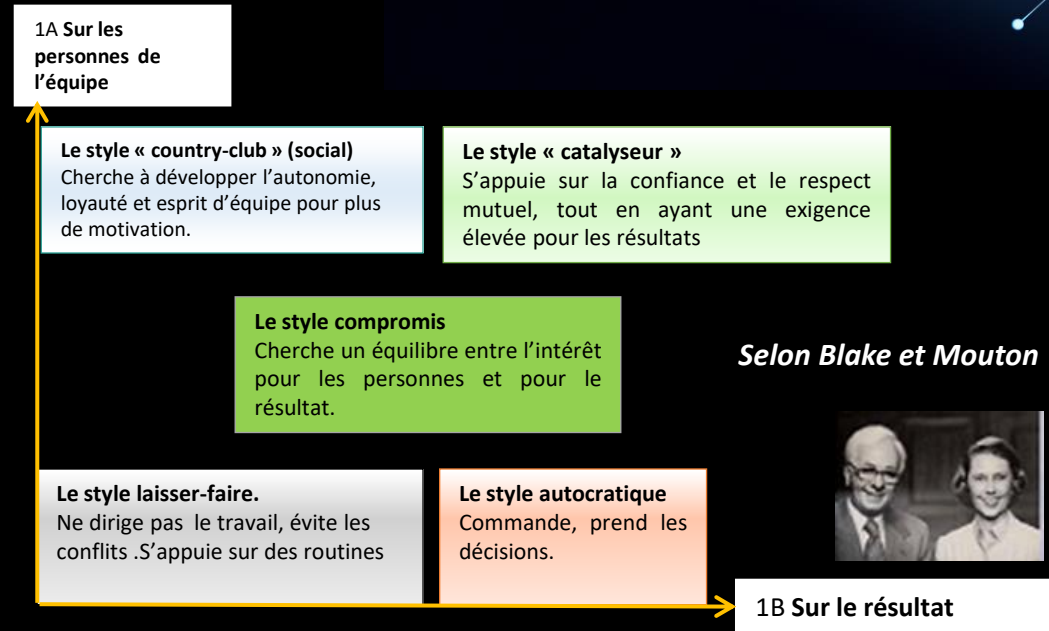 1A Sur les
personnes de
l’équipe
Le style « country-club » (social)
Cherche à développer l’autonomie,
loyauté et esprit d’équipe pour plus
de motivation.
Le style « catalyseur »
S’appuie sur la confiance et le respect
mutuel, tout en ayant une exigence
élevée pour les résultats
Le style compromis
Cherche un équilibre entre l’intérêt
pour les personnes et pour le
résultat.
Selon Blake et Mouton
Le style laisser-faire.
Ne dirige pas le travail, évite les
conflits .S’appuie sur des routines
Le style autocratique
Commande, prend les
décisions.
1B Sur le résultat